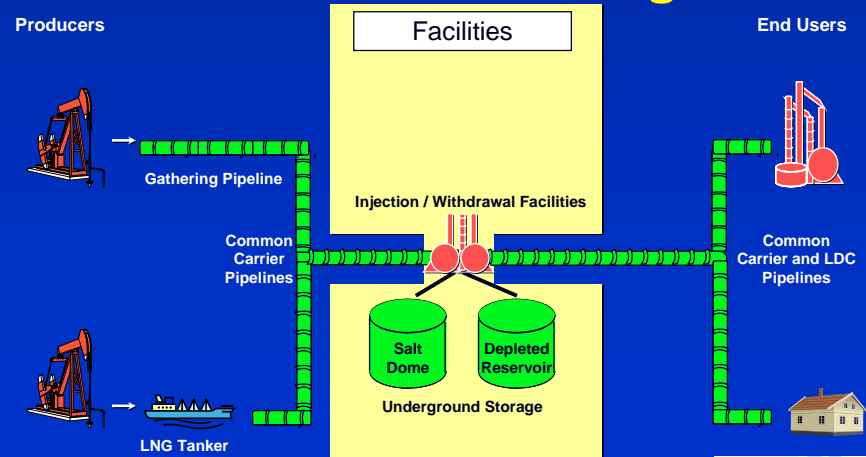 Producers
Facilities
End Users
Gathering Pipeline
Injection / Withdrawal Facilities
Common
Carrier
Pipelines
Common
Carrier and LDC
Pipelines
Salt
Dome
Depleted
Reservoir
Underground Storage
LNG Tanker